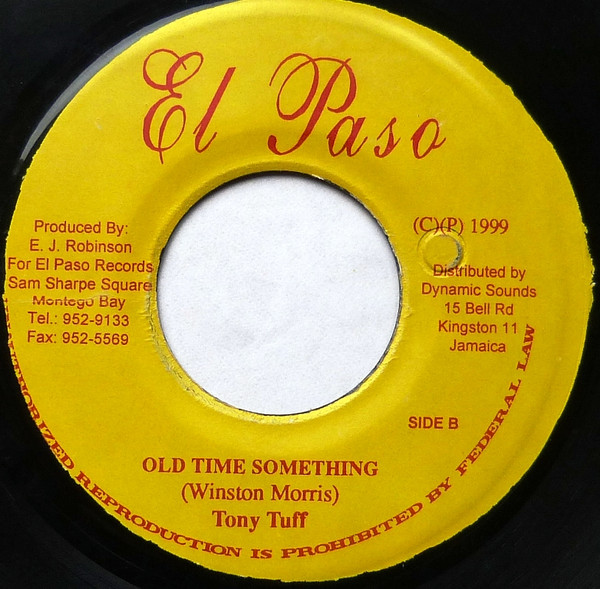 El Paso
Produced By:
E. J. Robinson
For El Paso Records
Sam Sharpe Square
Montego Bay
Tel.: 952-9133
Fax: 952-5569
(C)(P) 1999
Distributed by
Dynamic Sounds
15 Bell Rd
Kingston 11
Jamaica
SIDE B
OLD TIME SOMETHING
(Winston Morris)
Tony Tuff
REPRODUCTION IS PROHIBITED BY FEDERAL LAW